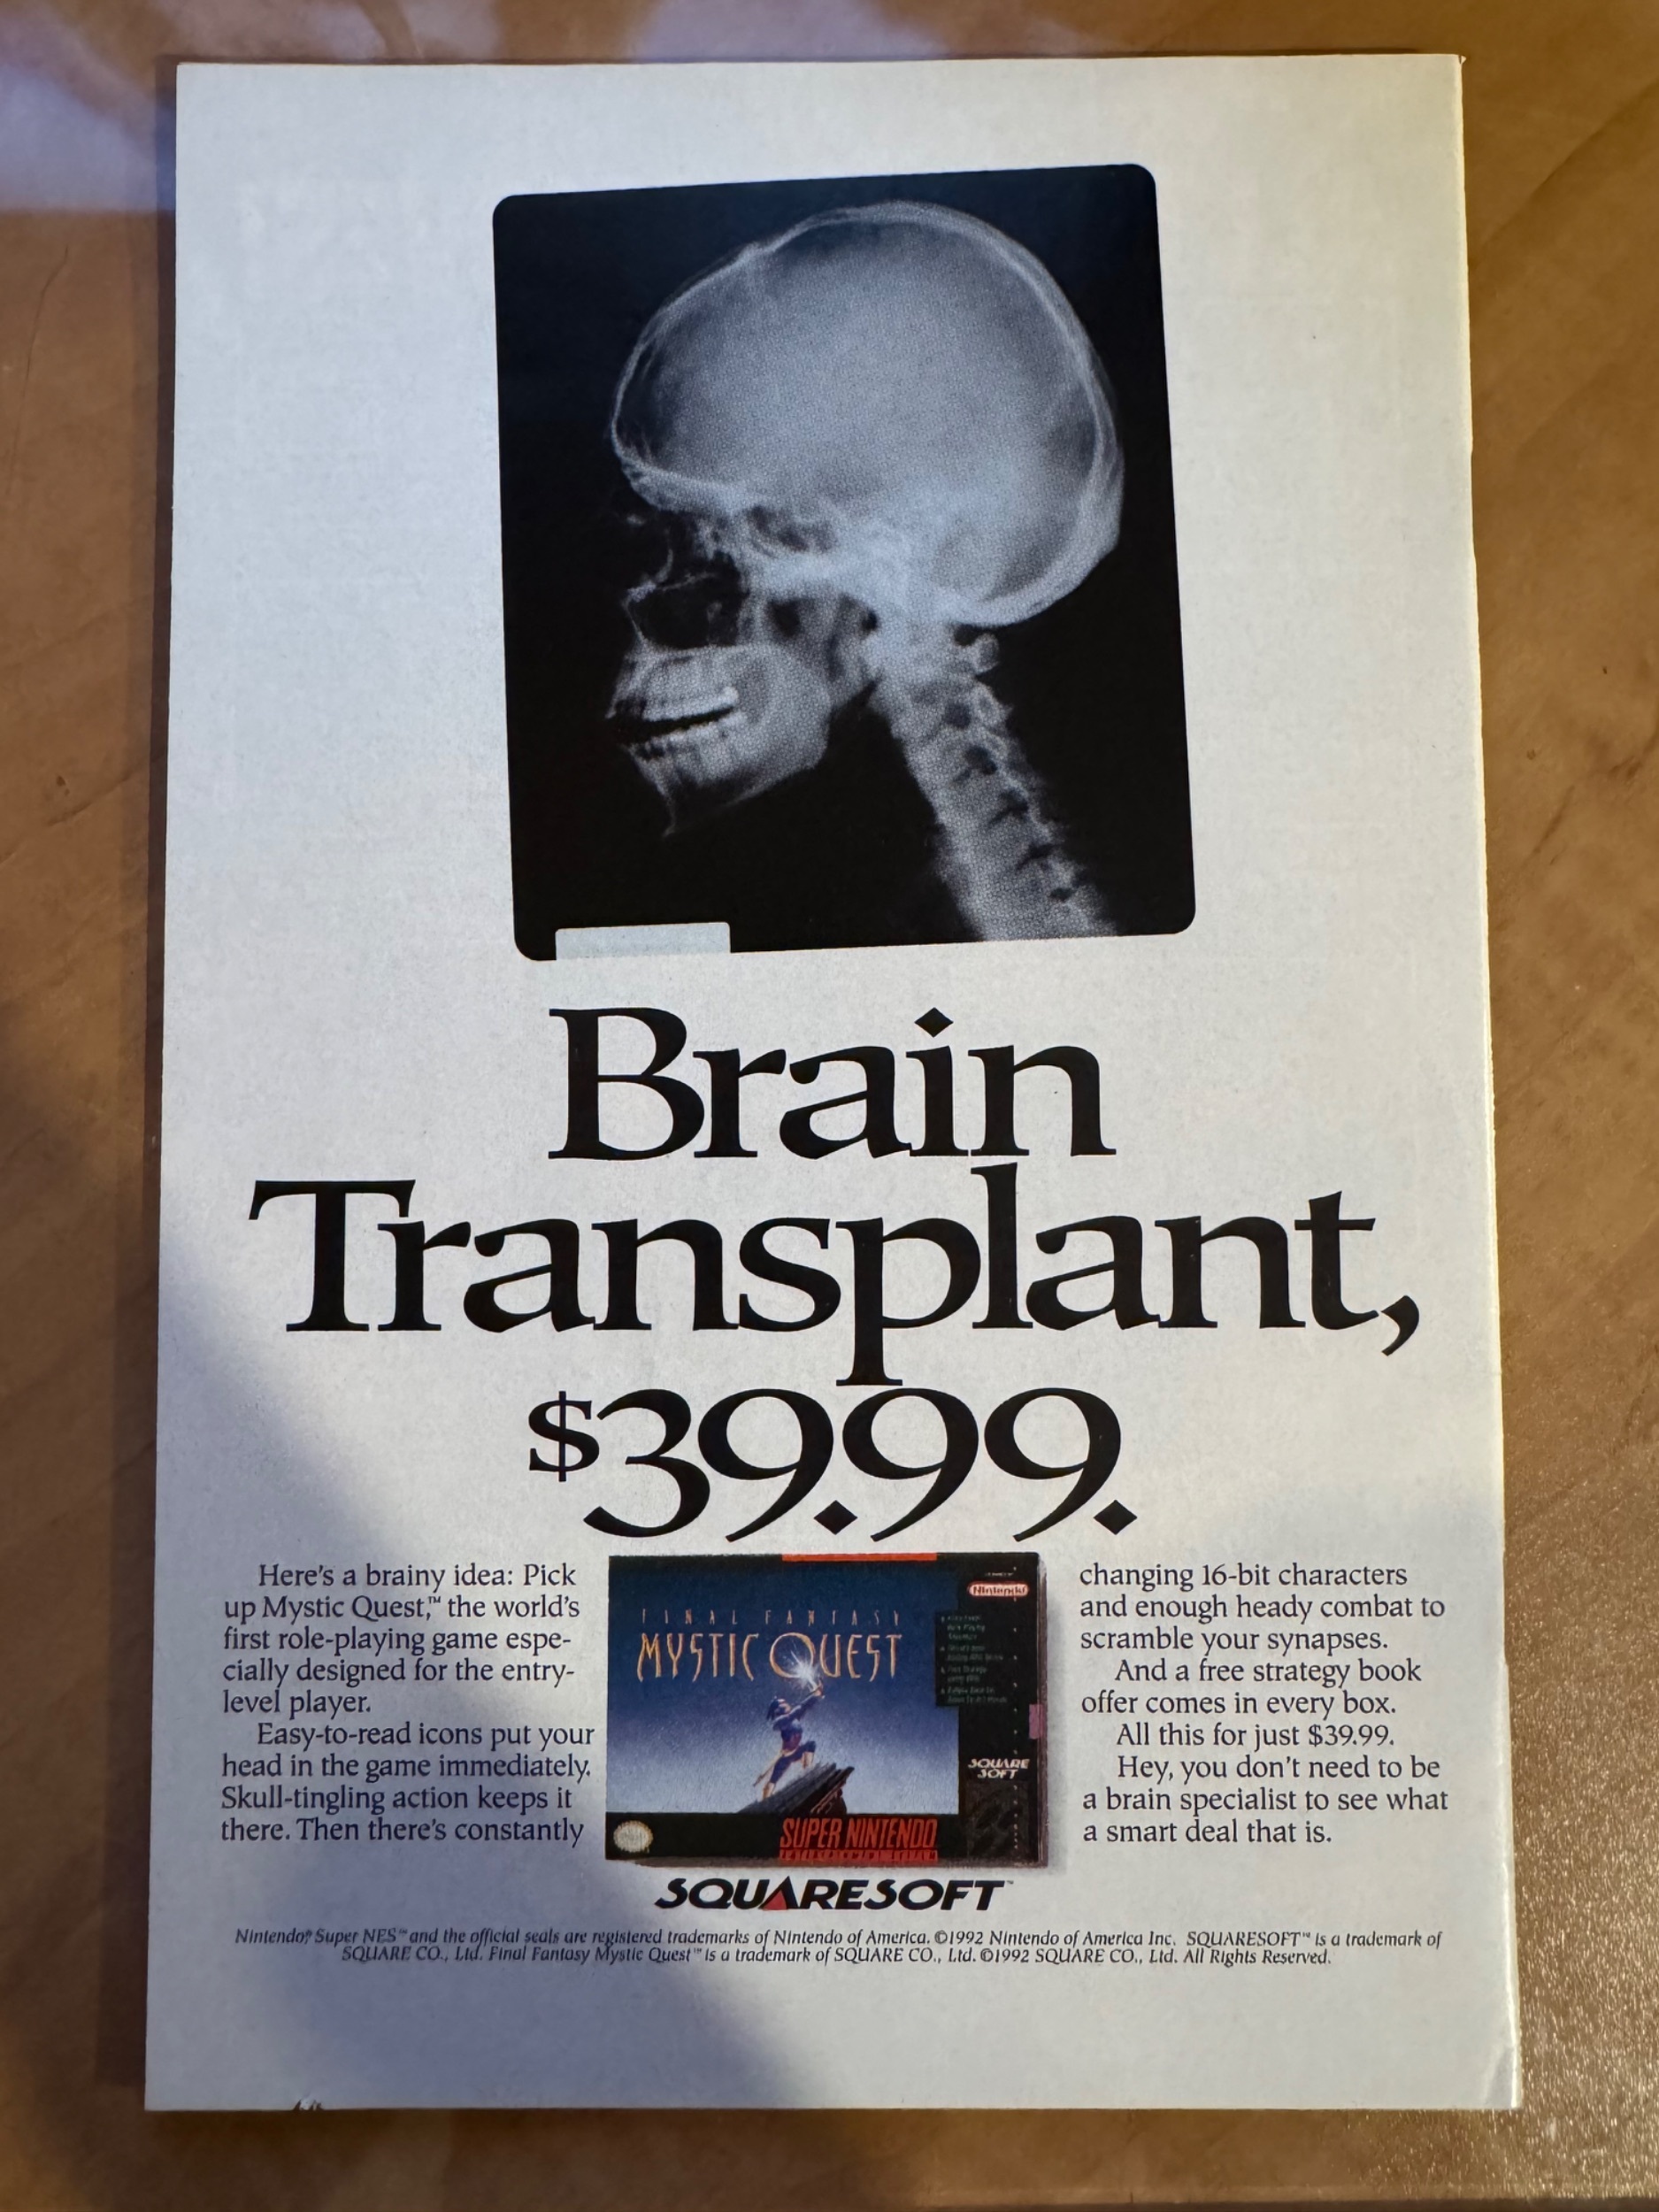 Brain
Transplant,
$39.99.
Here's a brainy idea: Pick
up Mystic Quest,™ the world's
first role-playing game espe-
cially designed for the entry-
level player.
Easy-to-read icons put your
head in the game immediately.
Skull-tingling action keeps it
there. Then there's constantly
FINAL FANTASY
MYSTIC QUEST
Nintendo
SQUARE
SOFT
SUPER NINTENDO
changing 16-bit characters
and enough heady combat to
scramble your synapses.
And a free strategy book
offer comes in every box.
All this for just $39.99.
Hey, you don't need to be
a brain specialist to see what
a smart deal that is.
SQUARESOFT™
Nintendo,® Super NES™ and the official seals are registered trademarks of Nintendo of America. ©1992 Nintendo of America Inc. SQUARESOFT™ is a trademark of
SQUARE CO., Ltd. Final Fantasy Mystic Quest™ is a trademark of SQUARE CO., Ltd. ©1992 SQUARE CO., Ltd. All Rights Reserved.